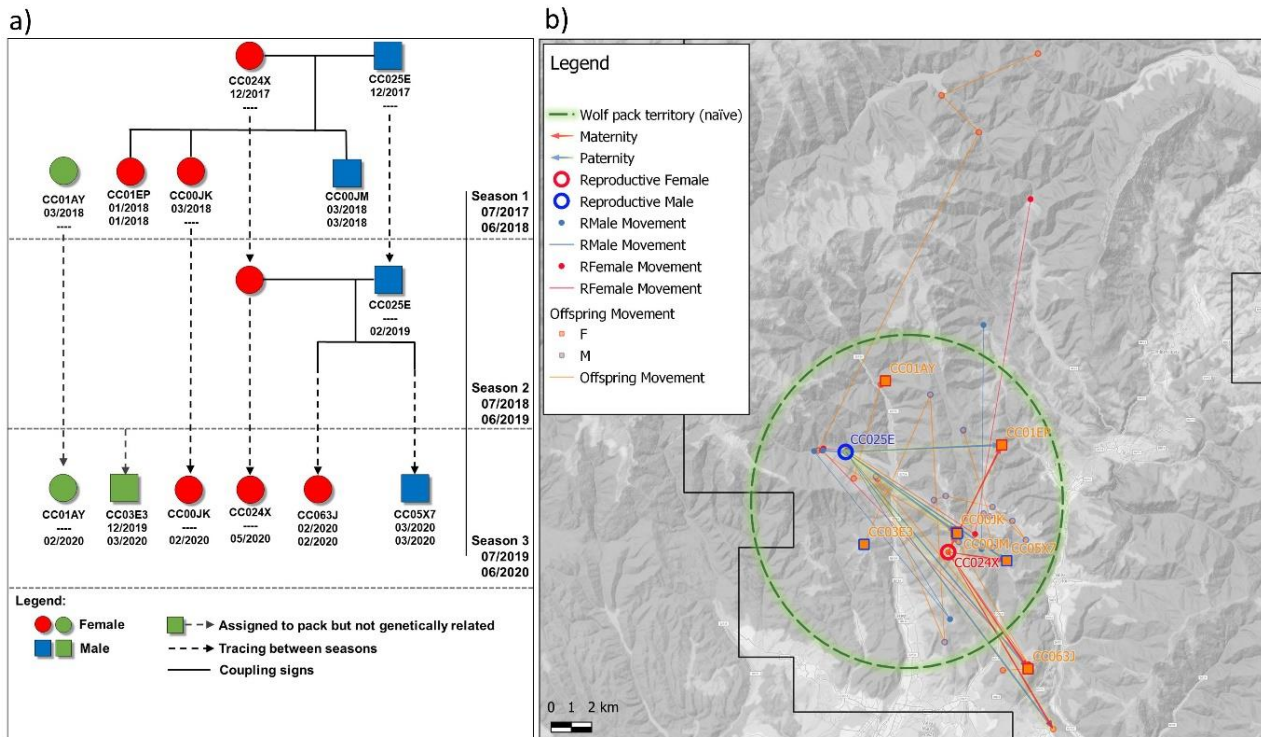 a)
CC024X
12/2017
----
CC025E
12/2017
----
CC01AY
03/2018
----
CC01EP
01/2018
01/2018
CC00JK
03/2018
----
CC00JM
03/2018
03/2018
Season 1
07/2017
06/2018
CC025E
----
02/2019
Season 2
07/2018
06/2019
CC01AY
----
02/2020
CC03E3
12/2019
03/2020
CC00JK
----
02/2020
CC024X
----
05/2020
CC063J
02/2020
02/2020
CC05X7
03/2020
03/2020
Season 3
07/2019
06/2020
Legend:
Female
Male
Assigned to pack but not genetically related
Tracing between seasons
Coupling signs
b)
Legend
Wolf pack territory (naïve)
Maternity
Paternity
Reproductive Female
Reproductive Male
RMale Movement
RMale Movement
RFemale Movement
RFemale Movement
Offspring Movement
F
M
Offspring Movement
CC01AY
CC025E
CC00JK
CC00JM
CC05X7
CC024X
CC063J
0 1 2 km